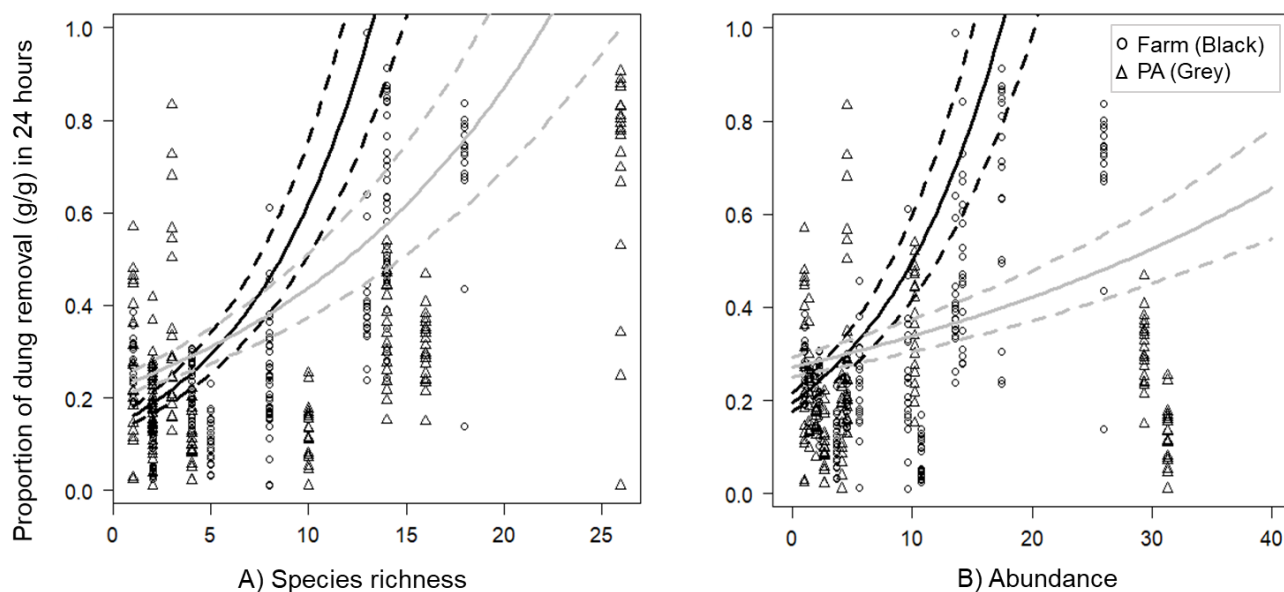 Proportion of dung removal (g/g) in 24 hours
1.0
0.8
0.6
0.4
0.2
0.0
0 5 10 15 20 25
A) Species richness
1.0
0.8
0.6
0.4
0.2
0.0
0 10 20 30 40
B) Abundance
Farm (Black)
PA (Grey)